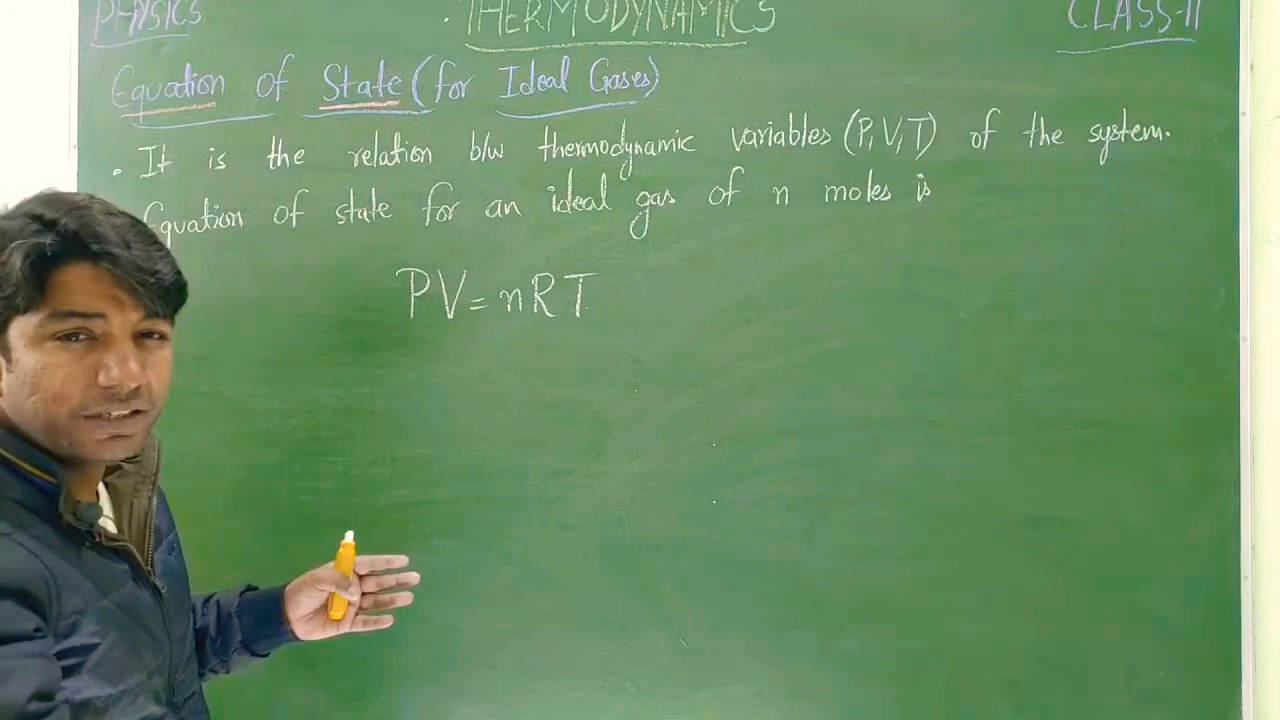 PHYSICS THERMODYNAMICS CLASS-11
Equation of State (for Ideal Gases)
• It is the relation b/w thermodynamic variables (P,V,T) of the system.
Equation of state for an ideal gas of n moles is
PV = nRT